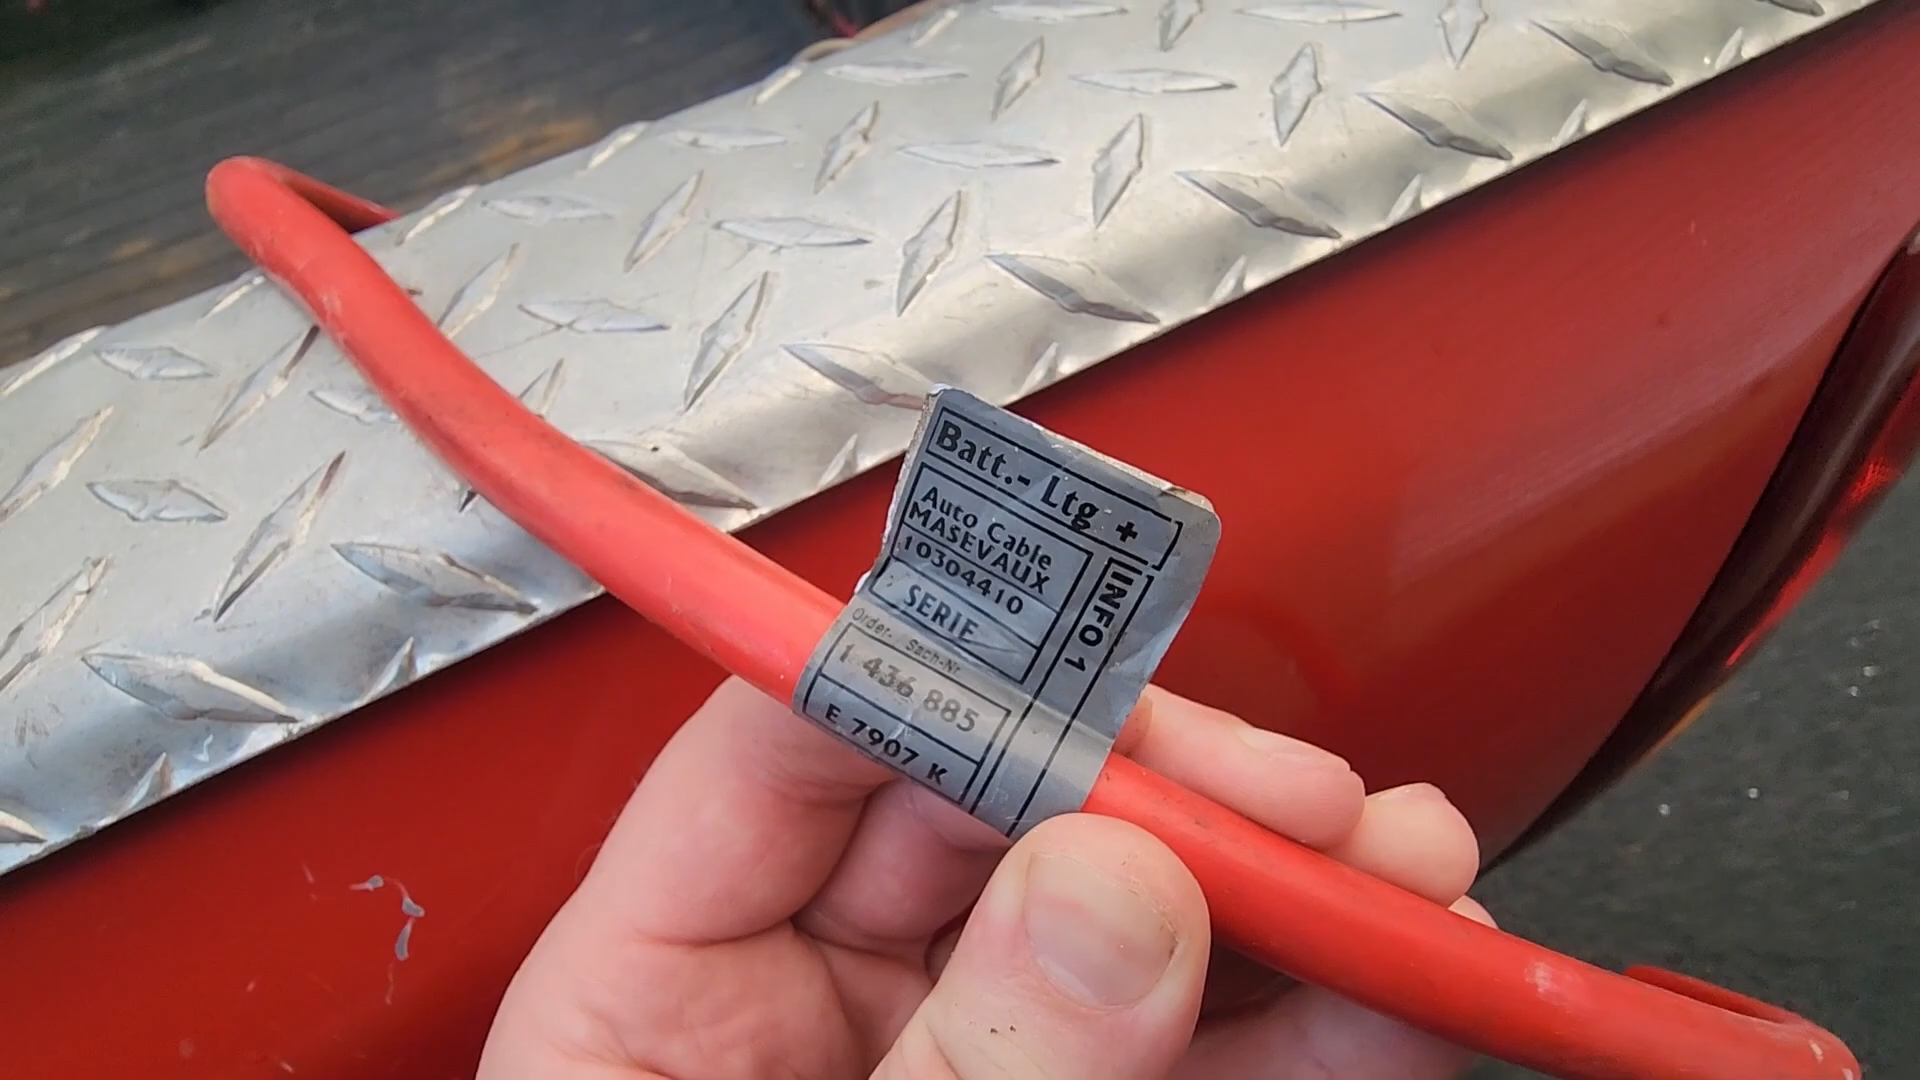 Batt.- Ltg +
Auto Cable
MASEVAUX
10304410
SERIE
INFO 1
Order.- Sach-Nr
1 436 885
E 7907 K